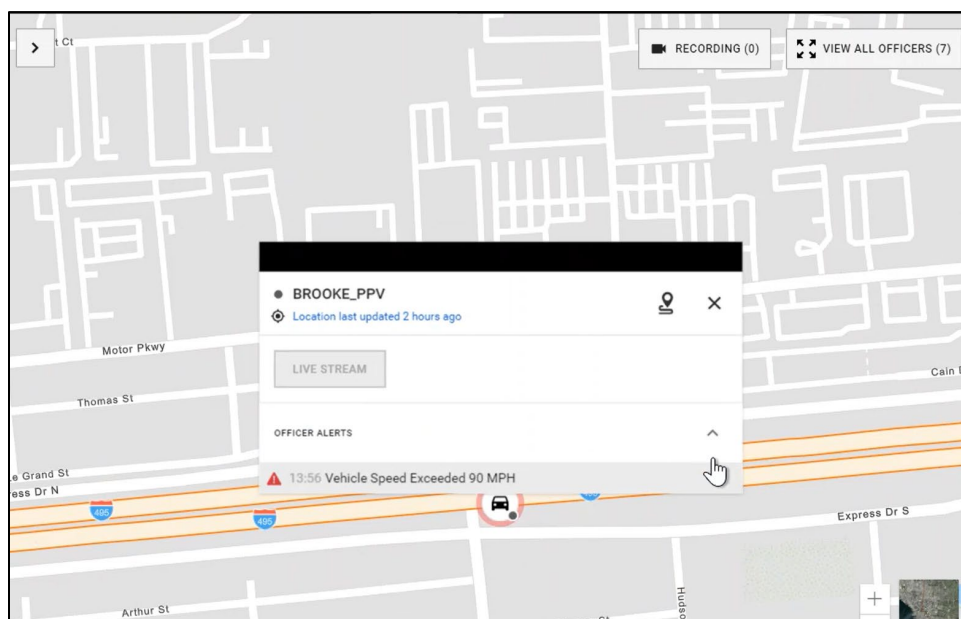 t Ct
RECORDING (0)
VIEW ALL OFFICERS (7)
BROOKE_PPV
Location last updated 2 hours ago
Motor Pkwy
LIVE STREAM
Cain
Thomas St
OFFICER ALERTS
e Grand St
13:56 Vehicle Speed Exceeded 90 MPH
ress Dr N
495
495
Express Dr S
Arthur St
Hudso
St